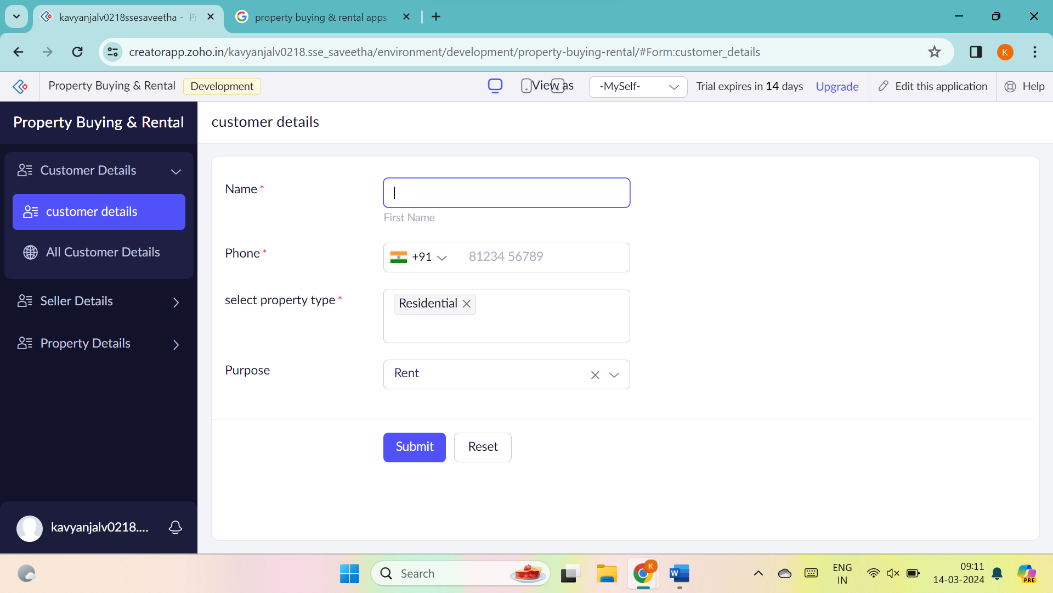 kavyanjalv0218ssesaveetha - Pr
property buying & rental apps
creatorapp.zoho.in/kavyanjalv0218.sse_saveetha/environment/development/property-buying-rental/#Form:customer_details
K
Property Buying & Rental
Development
View as
-MySelf-
Trial expires in 14 days
Upgrade
Edit this application
Help
Property Buying & Rental
customer details
Customer Details
customer details
All Customer Details
Seller Details
Property Details
kavyanjalv0218....
Name *
First Name
Phone *
+91
81234 56789
select property type *
Residential
Purpose
Rent
Submit
Reset
Search
K
W
ENG
IN
09:11
14-03-2024
PRE